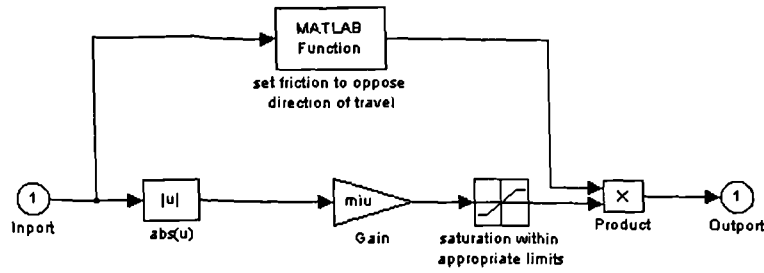 MATLAB
Function
set friction to oppose
direction of travel
1
Inport
|u|
abs(u)
miu
Gain
saturation within
appropriate limits
×
Product
1
Outport